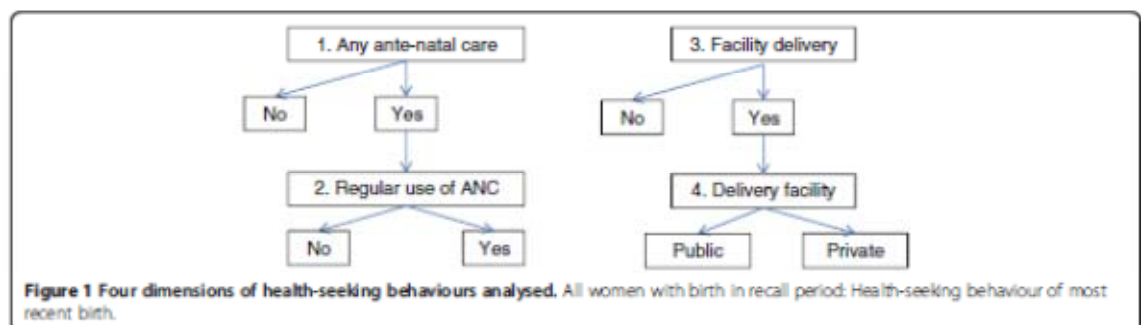 1. Any ante-natal care
No
Yes
2. Regular use of ANC
No
Yes
3. Facility delivery
No
Yes
4. Delivery facility
Public
Private
Figure 1 Four dimensions of health-seeking behaviours analysed. All women with birth in recall period: Health-seeking behaviour of most
recent birth.